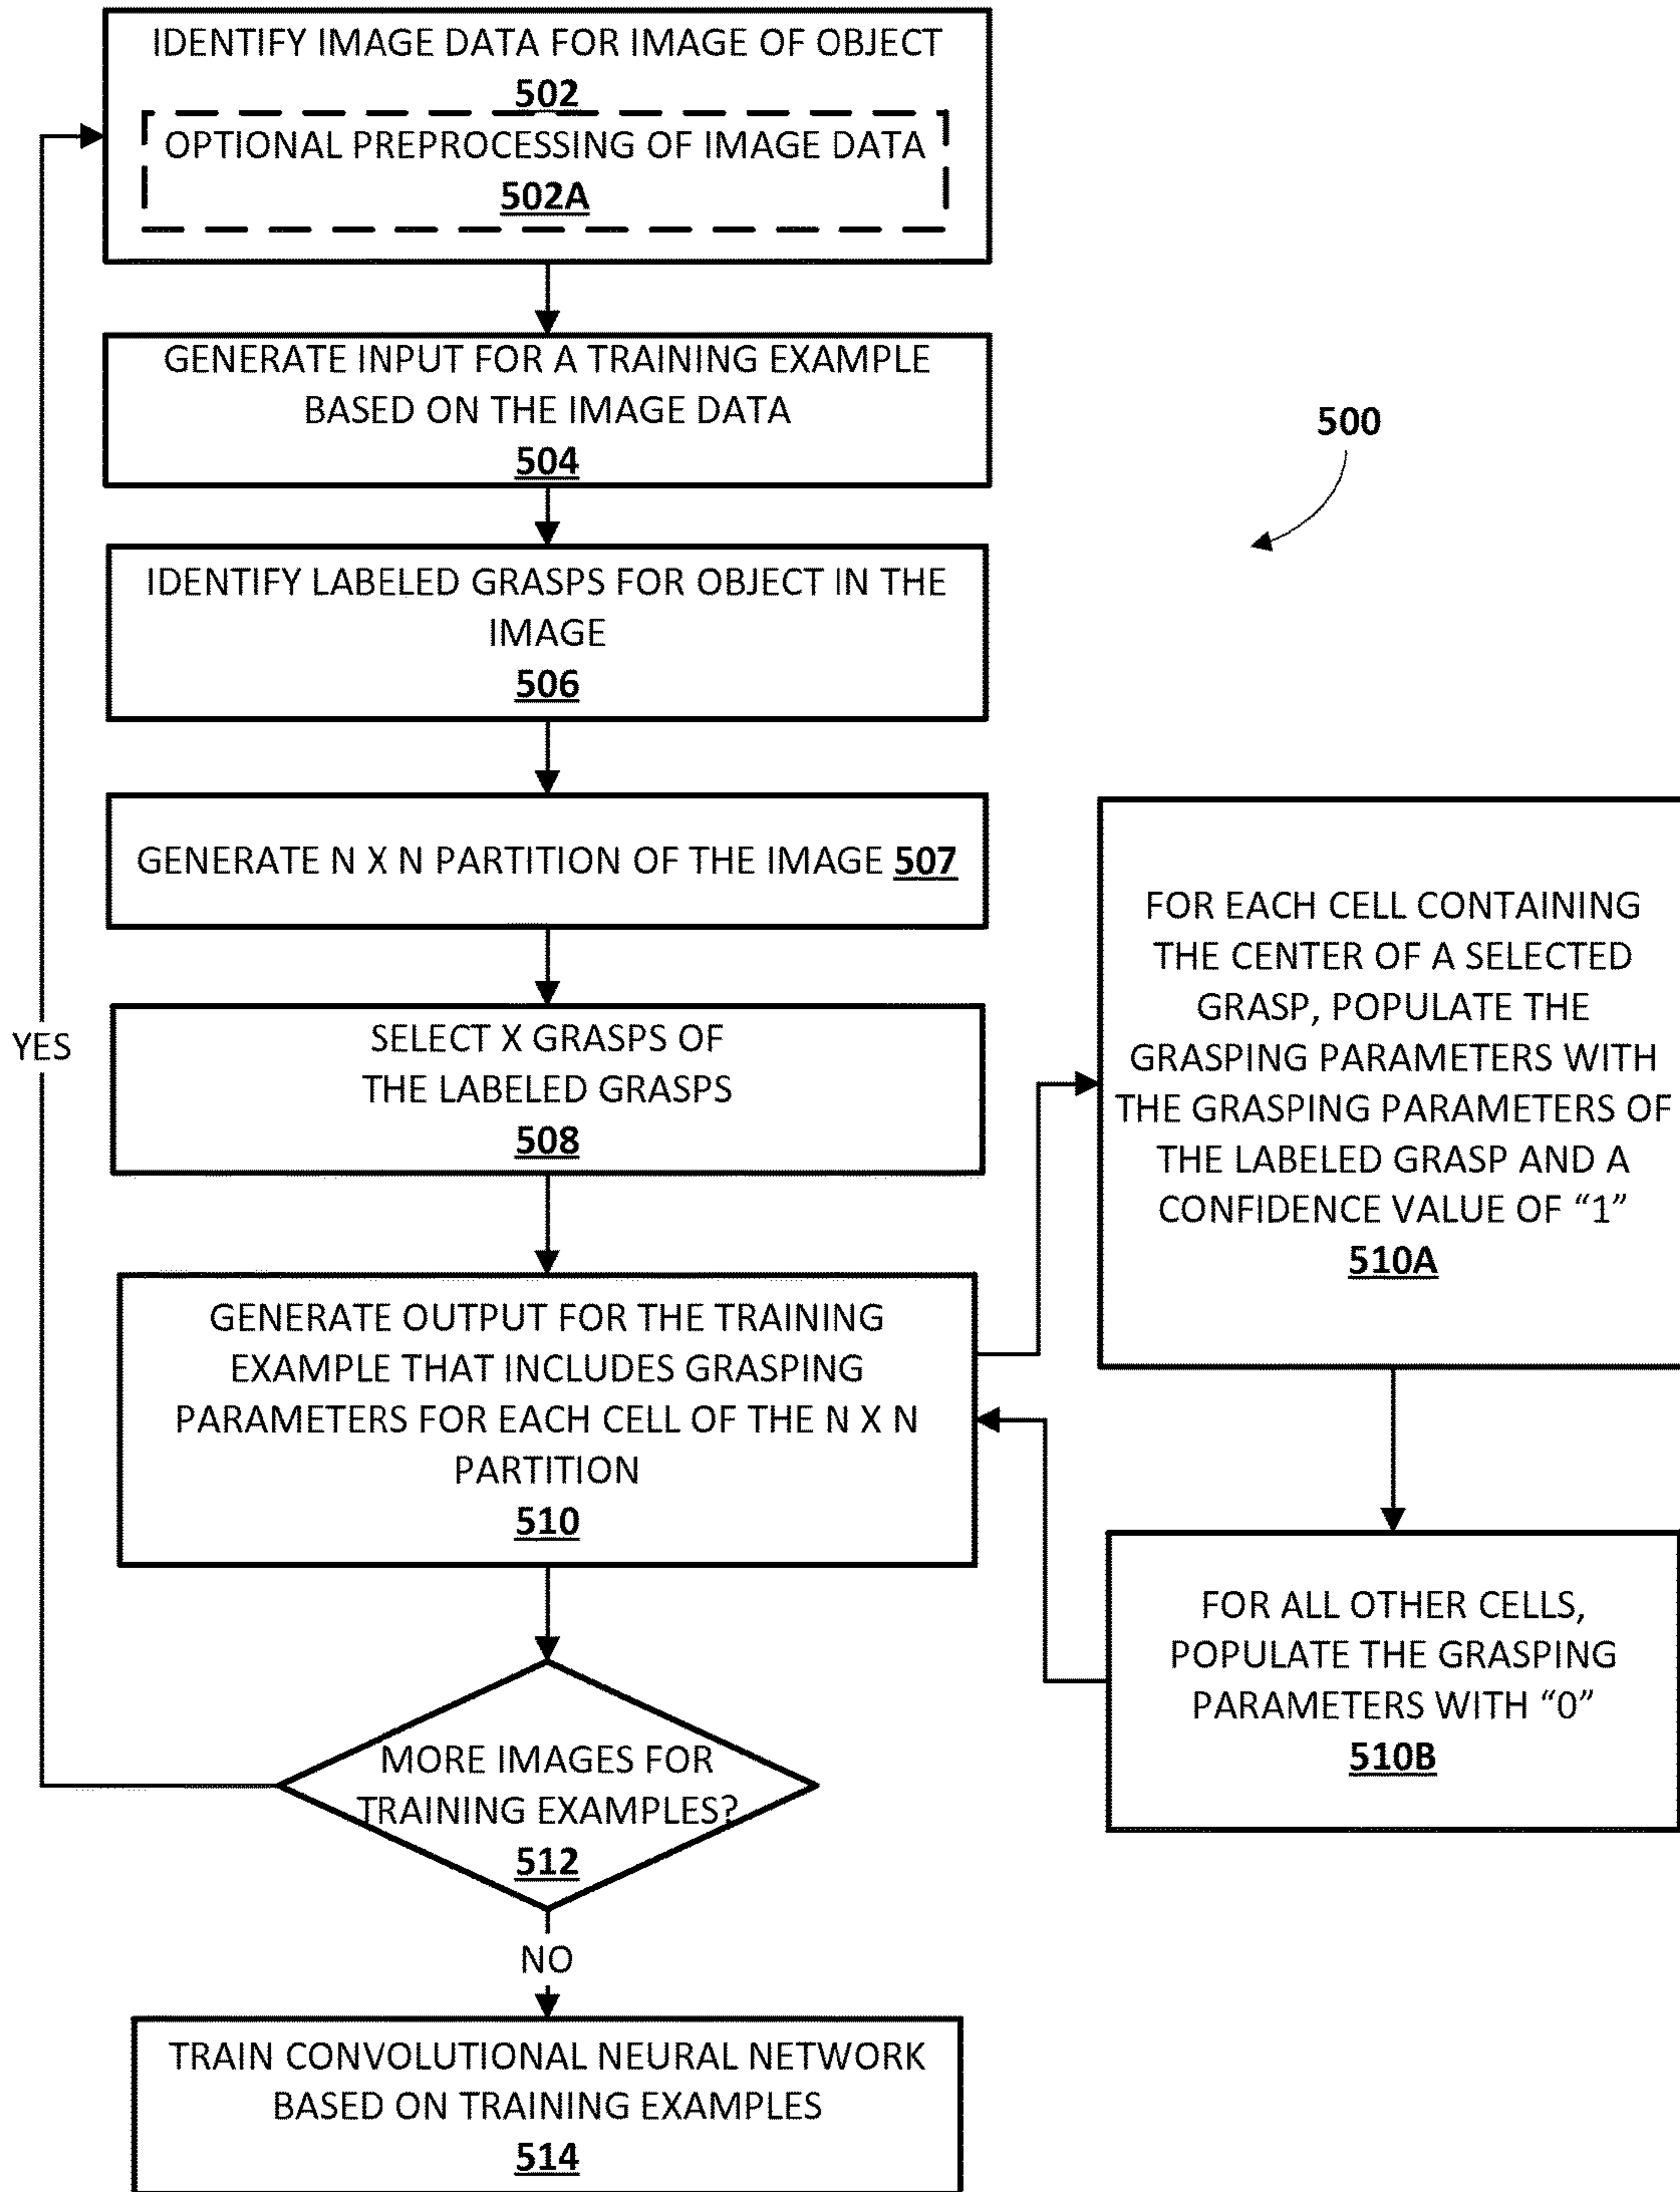 IDENTIFY IMAGE DATA FOR IMAGE OF OBJECT
502
OPTIONAL PREPROCESSING OF IMAGE DATA
502A
GENERATE INPUT FOR A TRAINING EXAMPLE
BASED ON THE IMAGE DATA
504
500
IDENTIFY LABELED GRASPS FOR OBJECT IN THE
IMAGE
506
GENERATE N X N PARTITION OF THE IMAGE 507
SELECT X GRASPS OF
THE LABELED GRASPS
508
YES
GENERATE OUTPUT FOR THE TRAINING
EXAMPLE THAT INCLUDES GRASPING
PARAMETERS FOR EACH CELL OF THE N X N
PARTITION
510
FOR EACH CELL CONTAINING
THE CENTER OF A SELECTED
GRASP, POPULATE THE
GRASPING PARAMETERS WITH
THE GRASPING PARAMETERS OF
THE LABELED GRASP AND A
CONFIDENCE VALUE OF “1”
510A
FOR ALL OTHER CELLS,
POPULATE THE GRASPING
PARAMETERS WITH “0”
510B
MORE IMAGES FOR
TRAINING EXAMPLES?
512
NO
TRAIN CONVOLUTIONAL NEURAL NETWORK
BASED ON TRAINING EXAMPLES
514